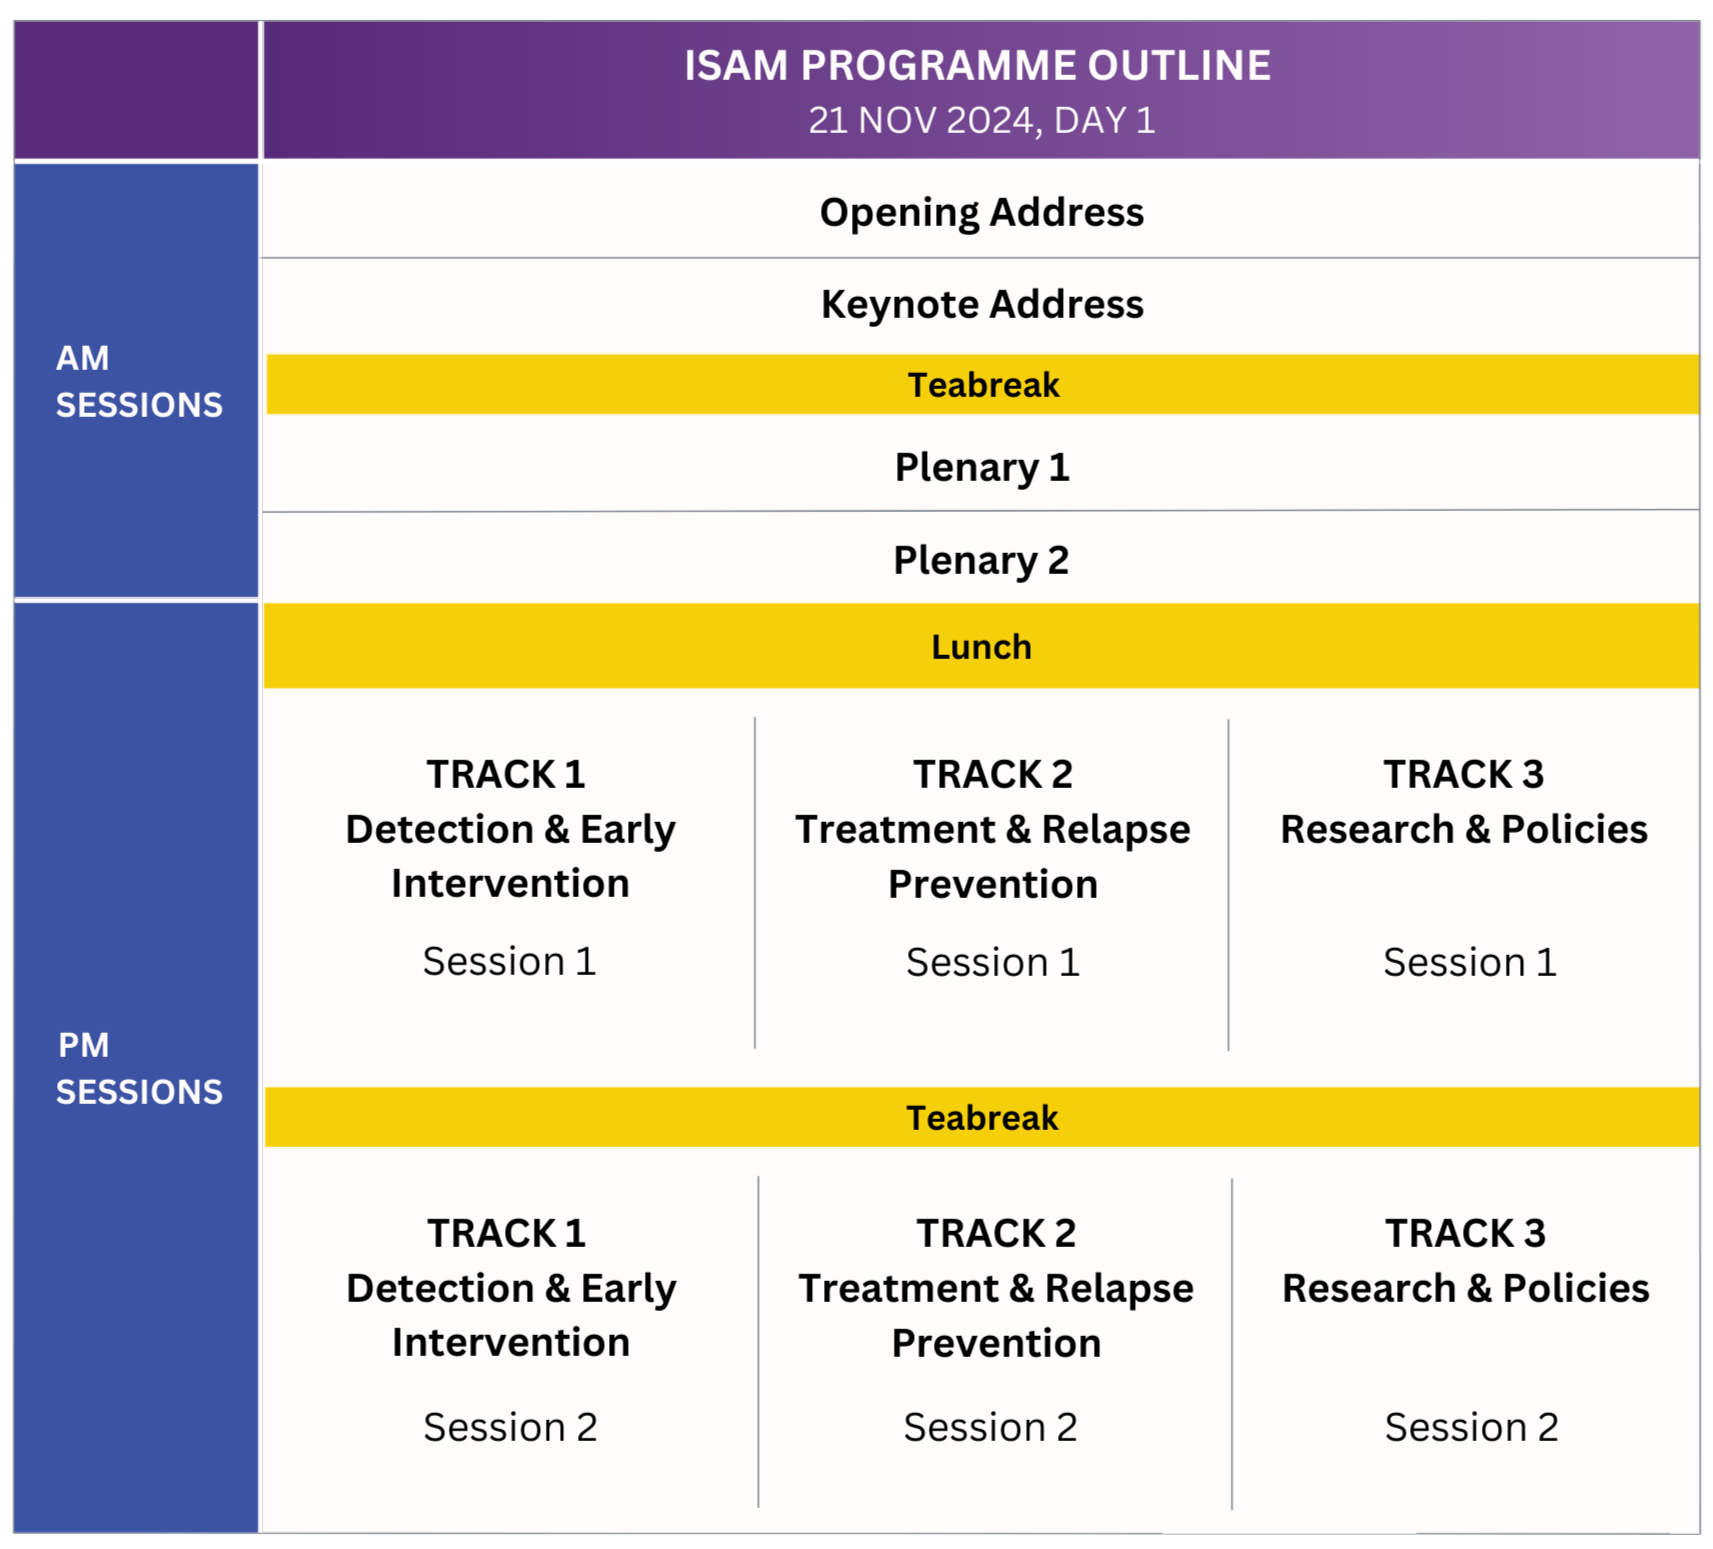 ISAM PROGRAMME OUTLINE
21 NOV 2024, DAY 1
AM
SESSIONS
Opening Address
Keynote Address
Teabreak
Plenary 1
Plenary 2
PM
SESSIONS
Lunch
TRACK 1
Detection & Early
Intervention
Session 1
TRACK 2
Treatment & Relapse
Prevention
Session 1
TRACK 3
Research & Policies
Session 1
Teabreak
TRACK 1
Detection & Early
Intervention
Session 2
TRACK 2
Treatment & Relapse
Prevention
Session 2
TRACK 3
Research & Policies
Session 2